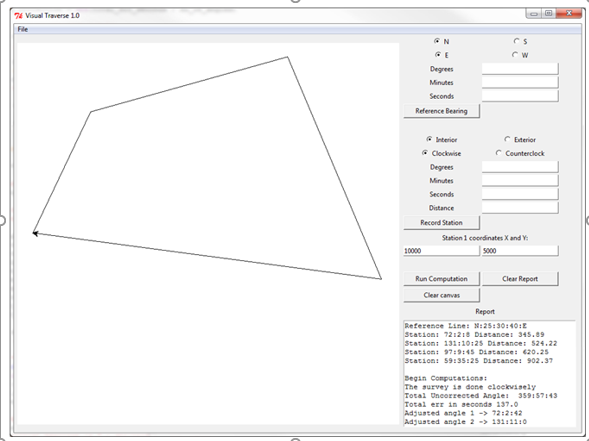 Visual Traverse 1.0
File
N S
E W
Degrees
Minutes
Seconds
Reference Bearing
Interior Exterior
Clockwise Counterclock
Degrees
Minutes
Seconds
Distance
Record Station
Station 1 coordinates X and Y:
10000 5000
Run Computation Clear Report
Clear canvas
Report
Reference Line: N:25:30:40:E
Station: 72:2:8 Distance: 345.89
Station: 131:10:25 Distance: 524.22
Station: 97:9:45 Distance: 620.25
Station: 59:35:25 Distance: 902.37
Begin Computations:
The survey is done clockwisely
Total Uncorrected Angle:  359:57:43
Total err in seconds 137.0
Adjusted angle 1 -> 72:2:42
Adjusted angle 2 -> 131:11:0